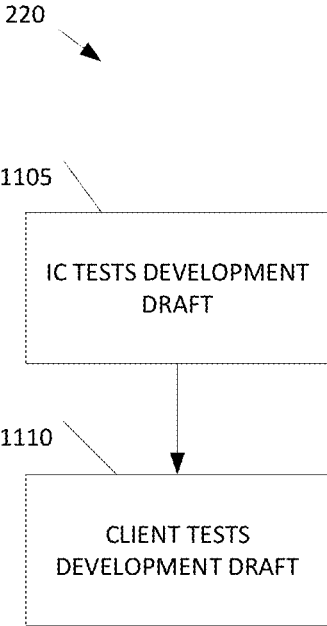 220
1105
IC TESTS DEVELOPMENT
DRAFT
1110
CLIENT TESTS
DEVELOPMENT DRAFT